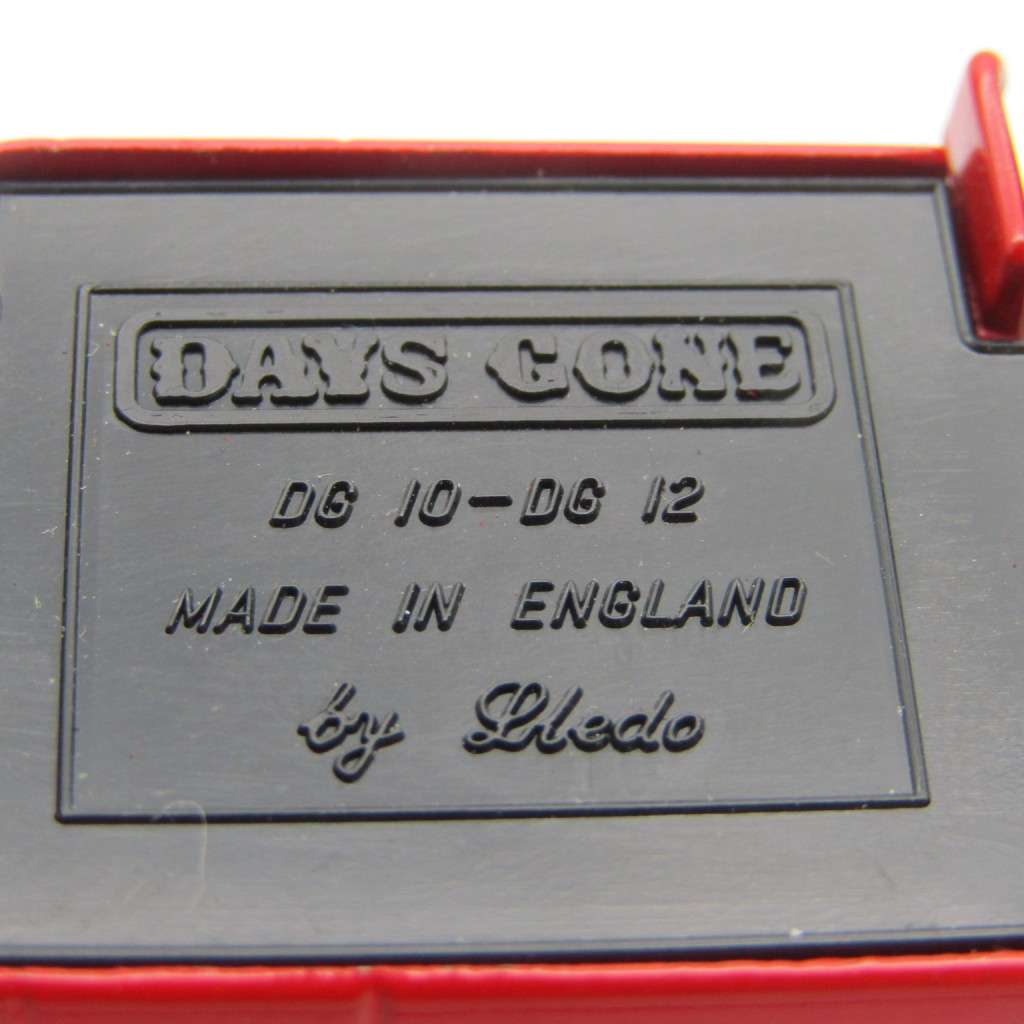 DAYS GONE
DG 10-DG 12
MADE IN ENGLAND
by Lledo